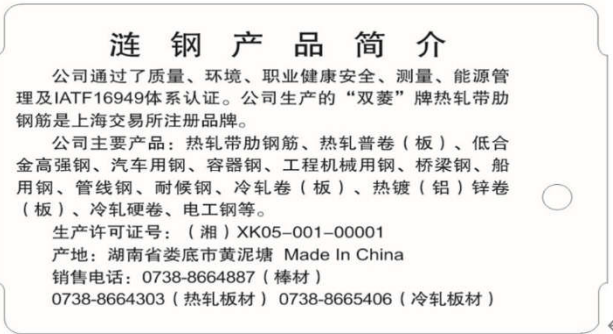 涟钢产品简介
公司通过了质量、环境、职业健康安全、测量、能源管
理及IATF16949体系认证。公司生产的“双菱”牌热轧带肋
钢筋是上海交易所注册品牌。
公司主要产品：热轧带肋钢筋、热轧普卷（板）、低合
金高强钢、汽车用钢、容器钢、工程机械用钢、桥梁钢、船
用钢、管线钢、耐候钢、冷轧卷（板）、热镀（铝）锌卷
（板）、冷轧硬卷、电工钢等。
生产许可证号：（湘）XK05-001-00001
产地：湖南省娄底市黄泥塘 Made In China
销售电话：0738-8664887（棒材）
0738-8664303（热轧板材）0738-8665406（冷轧板材）